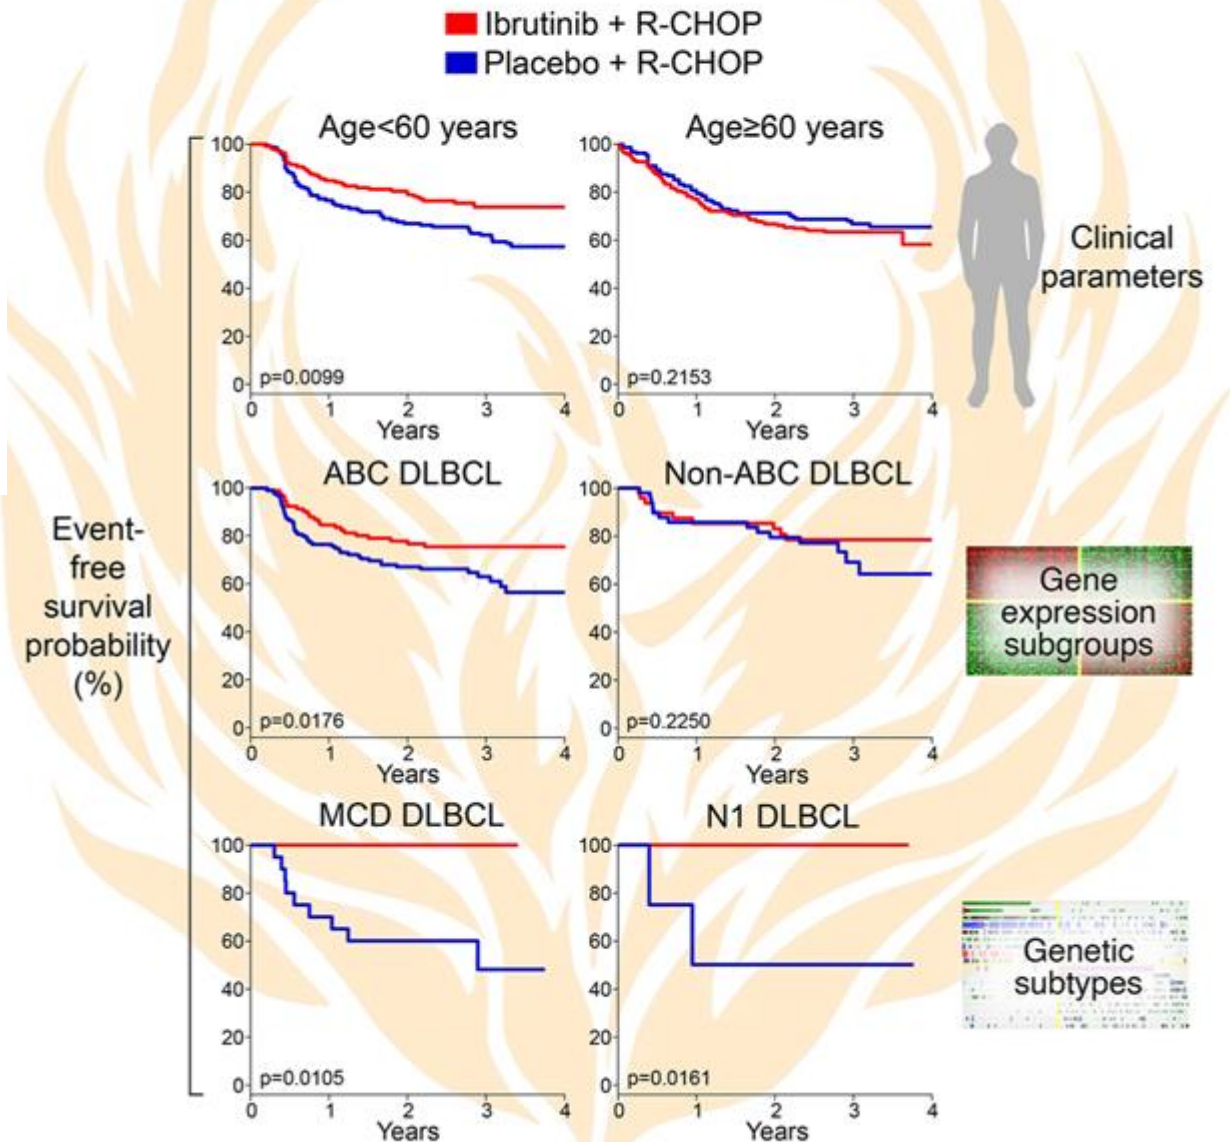 Ibrutinib + R-CHOP
Placebo + R-CHOP
Event-
free
survival
probability
(%)
Age<60 years
100
80
60
40
20
0
p=0.0099
0 1 2 3 4
Years
Age≥60 years
100
80
60
40
20
0
p=0.2153
0 1 2 3 4
Years
Clinical
parameters
ABC DLBCL
100
80
60
40
20
0
p=0.0176
0 1 2 3 4
Years
Non-ABC DLBCL
100
80
60
40
20
0
p=0.2250
0 1 2 3 4
Years
Gene
expression
subgroups
MCD DLBCL
100
80
60
40
20
0
p=0.0105
0 1 2 3 4
Years
N1 DLBCL
100
80
60
40
20
0
p=0.0161
0 1 2 3 4
Years
Genetic
subtypes